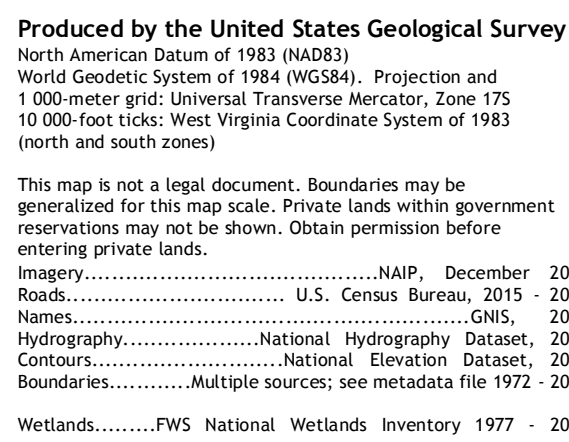 Produced by the United States Geological Survey
North American Datum of 1983 (NAD83)
World Geodetic System of 1984 (WGS84). Projection and
1 000-meter grid: Universal Transverse Mercator, Zone 17S
10 000-foot ticks: West Virginia Coordinate System of 1983
(north and south zones)
This map is not a legal document. Boundaries may be
generalized for this map scale. Private lands within government
reservations may not be shown. Obtain permission before
entering private lands.
Imagery..........................................NAIP, December 20
Roads............................... U.S. Census Bureau, 2015 - 20
Names........................................................GNIS, 20
Hydrography...................National Hydrography Dataset, 20
Contours...........................National Elevation Dataset, 20
Boundaries...........Multiple sources; see metadata file 1972 - 20
Wetlands.........FWS National Wetlands Inventory 1977 - 20